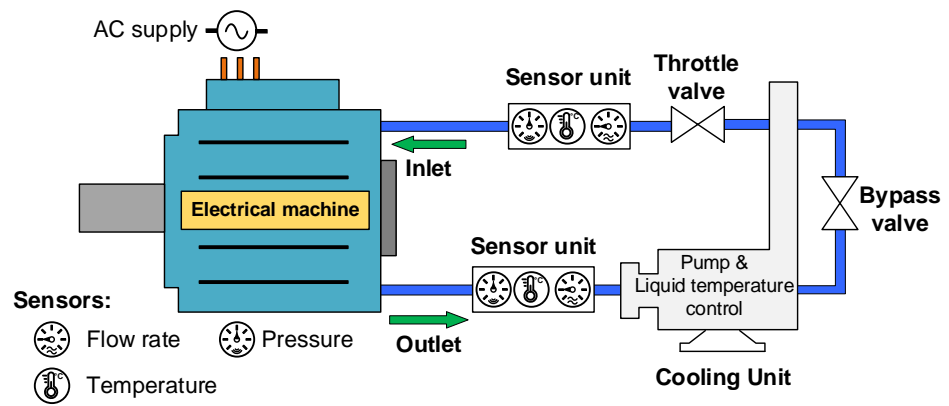 AC supply
Sensor unit
Throttle
valve
Inlet
Electrical machine
Bypass
valve
Sensor unit
Pump &
Liquid temperature
control
Outlet
Cooling Unit
Sensors:
Flow rate
Pressure
Temperature
°C
°C
°C